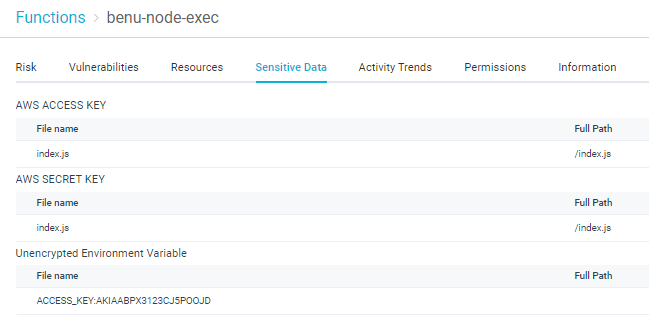 Functions > benu-node-exec
Risk Vulnerabilities Resources Sensitive Data Activity Trends Permissions Information
AWS ACCESS KEY
File name Full Path
index.js /index.js
AWS SECRET KEY
File name Full Path
index.js /index.js
Unencrypted Environment Variable
File name Full Path
ACCESS_KEY:AKIAABPX3123CJ5POOJD